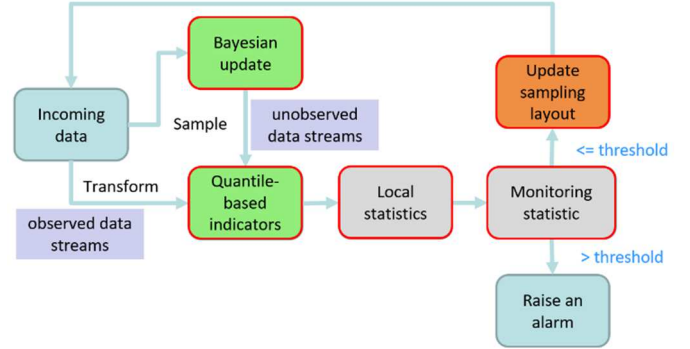 Bayesian
update
Incoming
data
Sample
unobserved
data streams
Update
sampling
layout
<= threshold
Transform
observed data
streams
Quantile-
based
indicators
Local
statistics
Monitoring
statistic
> threshold
Raise an
alarm